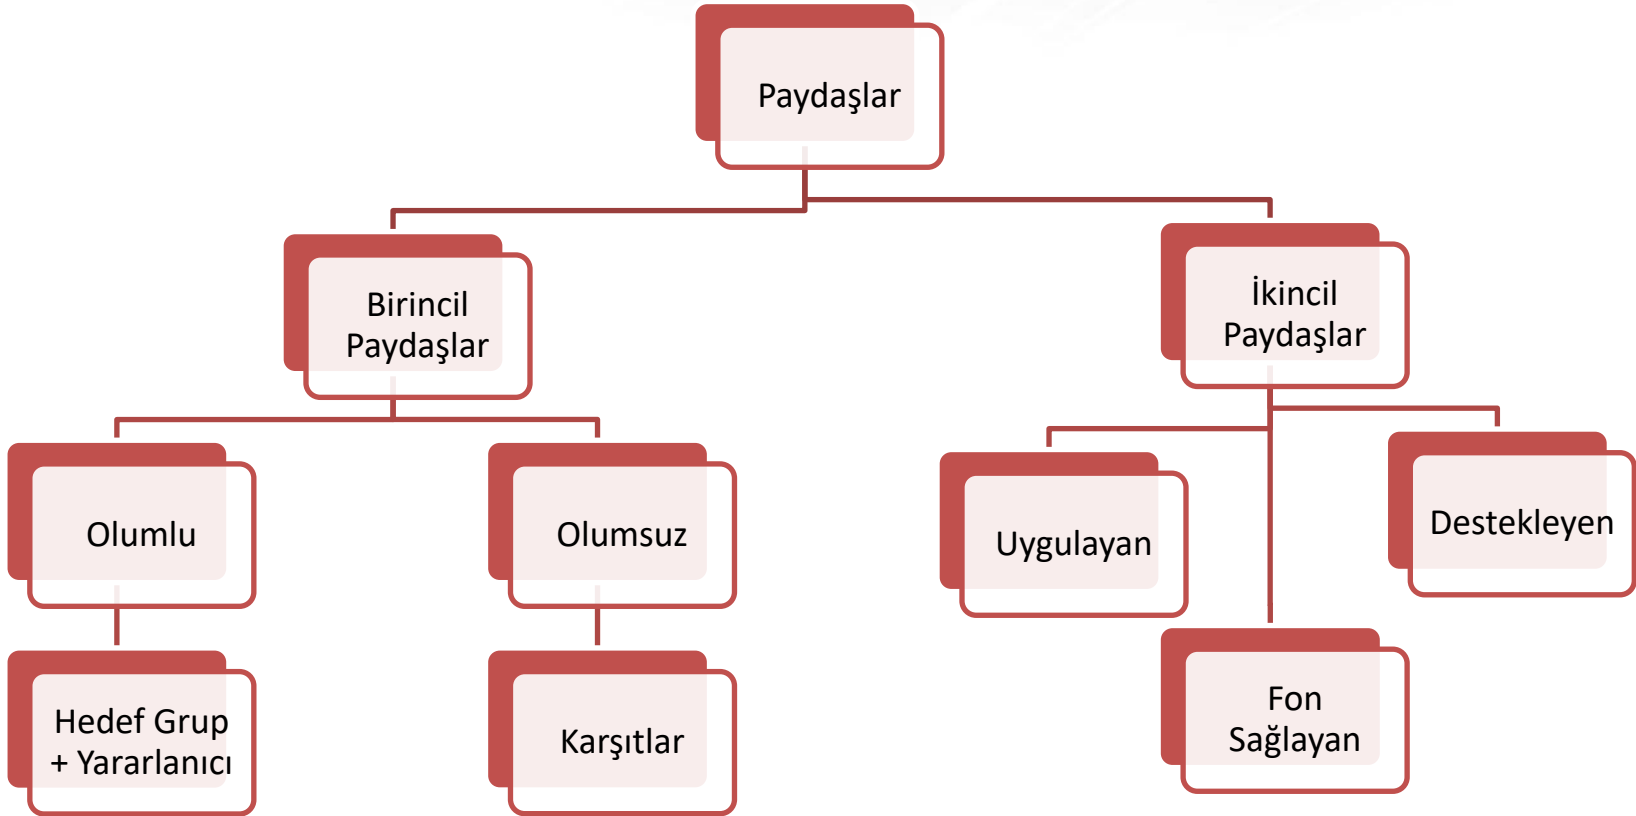 Paydaşlar
Birincil
Paydaşlar
İkincil
Paydaşlar
Olumlu
Olumsuz
Uygulayan
Destekleyen
Hedef Grup
+ Yararlanıcı
Karşıtlar
Fon
Sağlayan